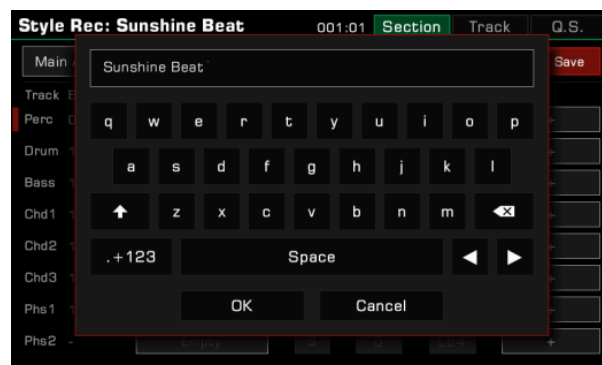 Style Rec: Sunshine Beat 001:01 Section Track Q.S.
Main Save
Sunshine Beat
Track
Perc
q w e r t y u i o p
Drum
a s d f g h j k l
Bass
Chd1
z x c v b n m
Chd2
.+123 Space
Chd3
OK Cancel
Phs1
Phs2 - Empty